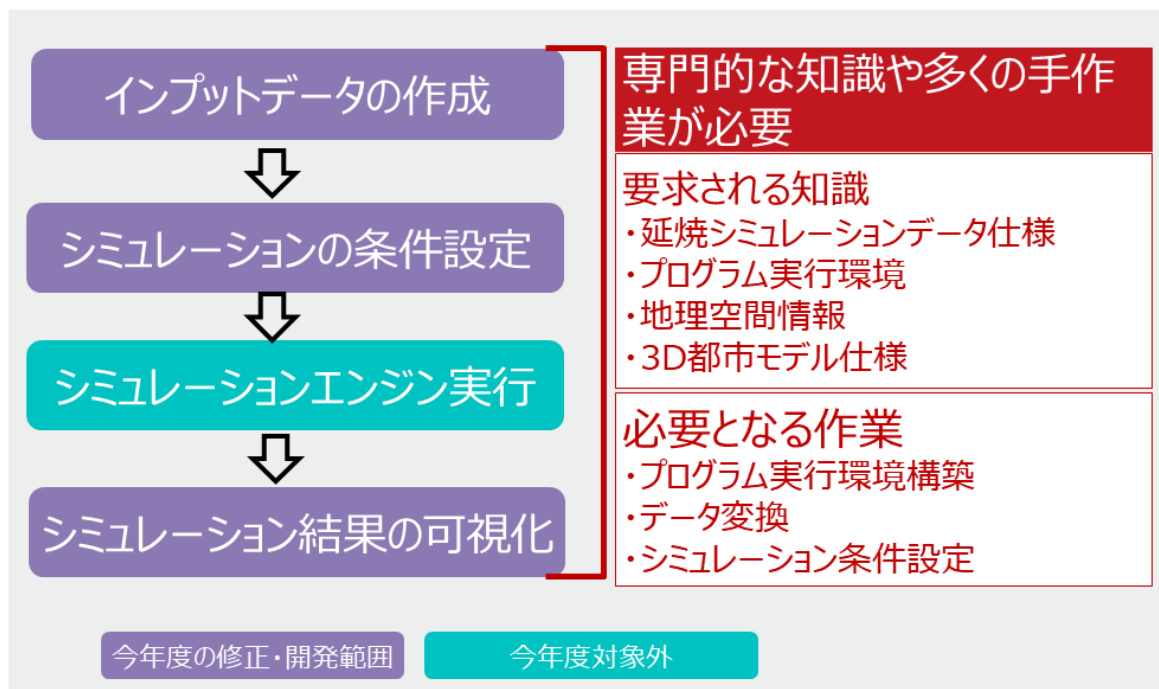 インプットデータの作成
シミュレーションの条件設定
シミュレーションエンジン実行
シミュレーション結果の可視化
専門的な知識や多くの手作
業が必要
要求される知識
・延焼シミュレーションデータ仕様
・プログラム実行環境
・地理空間情報
・3D都市モデル仕様
必要となる作業
・プログラム実行環境構築
・データ変換
・シミュレーション条件設定
今年度の修正・開発範囲
今年度対象外